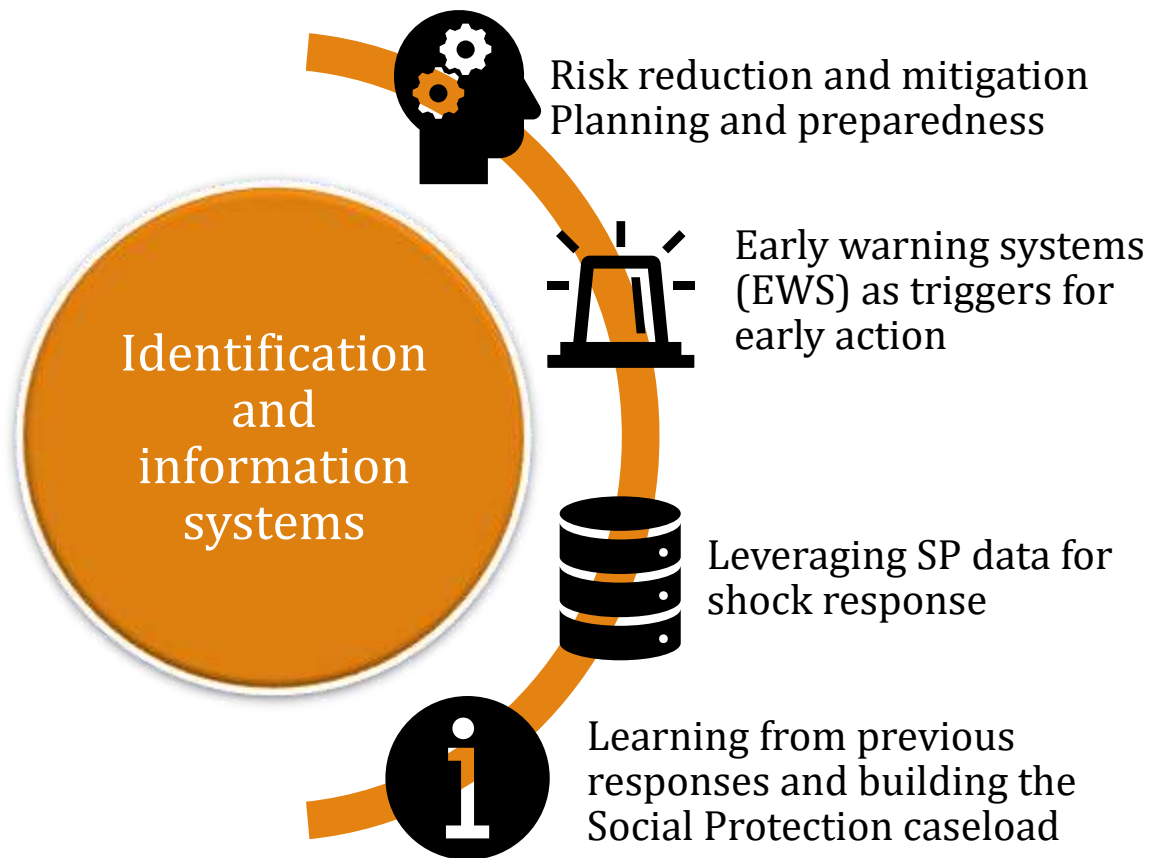 Risk reduction and mitigation
Planning and preparedness
Early warning systems
(EWS) as triggers for
early action
Identification
and
information
systems
Leveraging SP data for
shock response
Learning from previous
responses and building the
Social Protection caseload